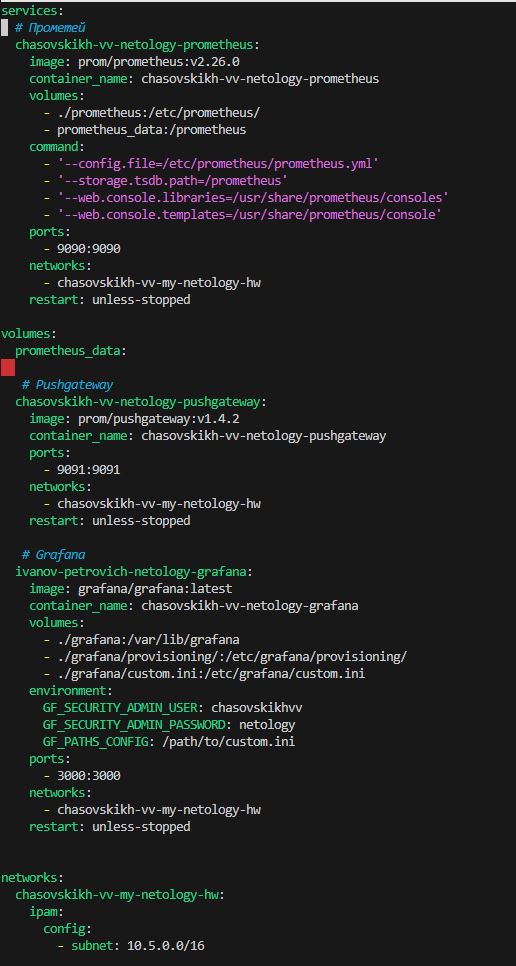 services:
  # Прометей
  chasovskikh-vv-netology-prometheus:
    image: prom/prometheus:v2.26.0
    container_name: chasovskikh-vv-netology-prometheus
    volumes:
      - ./prometheus:/etc/prometheus/
      - prometheus_data:/prometheus
    command:
      - '--config.file=/etc/prometheus/prometheus.yml'
      - '--storage.tsdb.path=/prometheus'
      - '--web.console.libraries=/usr/share/prometheus/consoles'
      - '--web.console.templates=/usr/share/prometheus/console'
    ports:
      - 9090:9090
    networks:
      - chasovskikh-vv-my-netology-hw
    restart: unless-stopped

volumes:
  prometheus_data:

   # Pushgateway
  chasovskikh-vv-netology-pushgateway:
    image: prom/pushgateway:v1.4.2
    container_name: chasovskikh-vv-netology-pushgateway
    ports:
      - 9091:9091
    networks:
      - chasovskikh-vv-my-netology-hw
    restart: unless-stopped

   # Grafana
  ivanov-petrovich-netology-grafana:
    image: grafana/grafana:latest
    container_name: chasovskikh-vv-netology-grafana
    volumes:
      - ./grafana:/var/lib/grafana
      - ./grafana/provisioning/:/etc/grafana/provisioning/
      - ./grafana/custom.ini:/etc/grafana/custom.ini
    environment:
      GF_SECURITY_ADMIN_USER: chasovskikhvv
      GF_SECURITY_ADMIN_PASSWORD: netology
      GF_PATHS_CONFIG: /path/to/custom.ini
    ports:
      - 3000:3000
    networks:
      - chasovskikh-vv-my-netology-hw
    restart: unless-stopped


networks:
  chasovskikh-vv-my-netology-hw:
    ipam:
      config:
        - subnet: 10.5.0.0/16